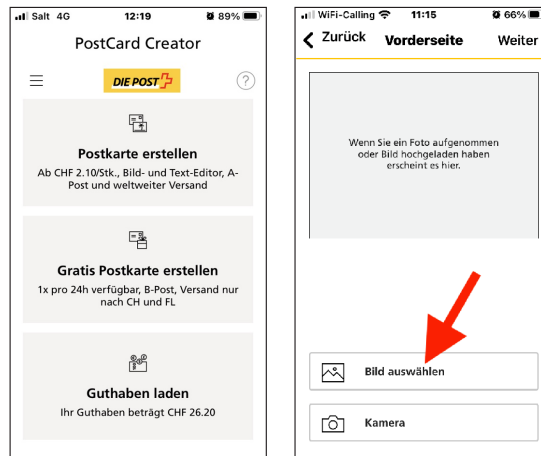 Salt 4G 12:19 89%
PostCard Creator
DIE POST
?
Postkarte erstellen
Ab CHF 2.10/Stk., Bild- und Text-Editor, A-
Post und weltweiter Versand
Gratis Postkarte erstellen
1x pro 24h verfügbar, B-Post, Versand nur
nach CH und FL
Guthaben laden
Ihr Guthaben beträgt CHF 26.20
WiFi-Calling 11:15 66%
Zurück Vorderseite Weiter
Wenn Sie ein Foto aufgenommen
oder Bild hochgeladen haben
erscheint es hier.
Bild auswählen
Kamera